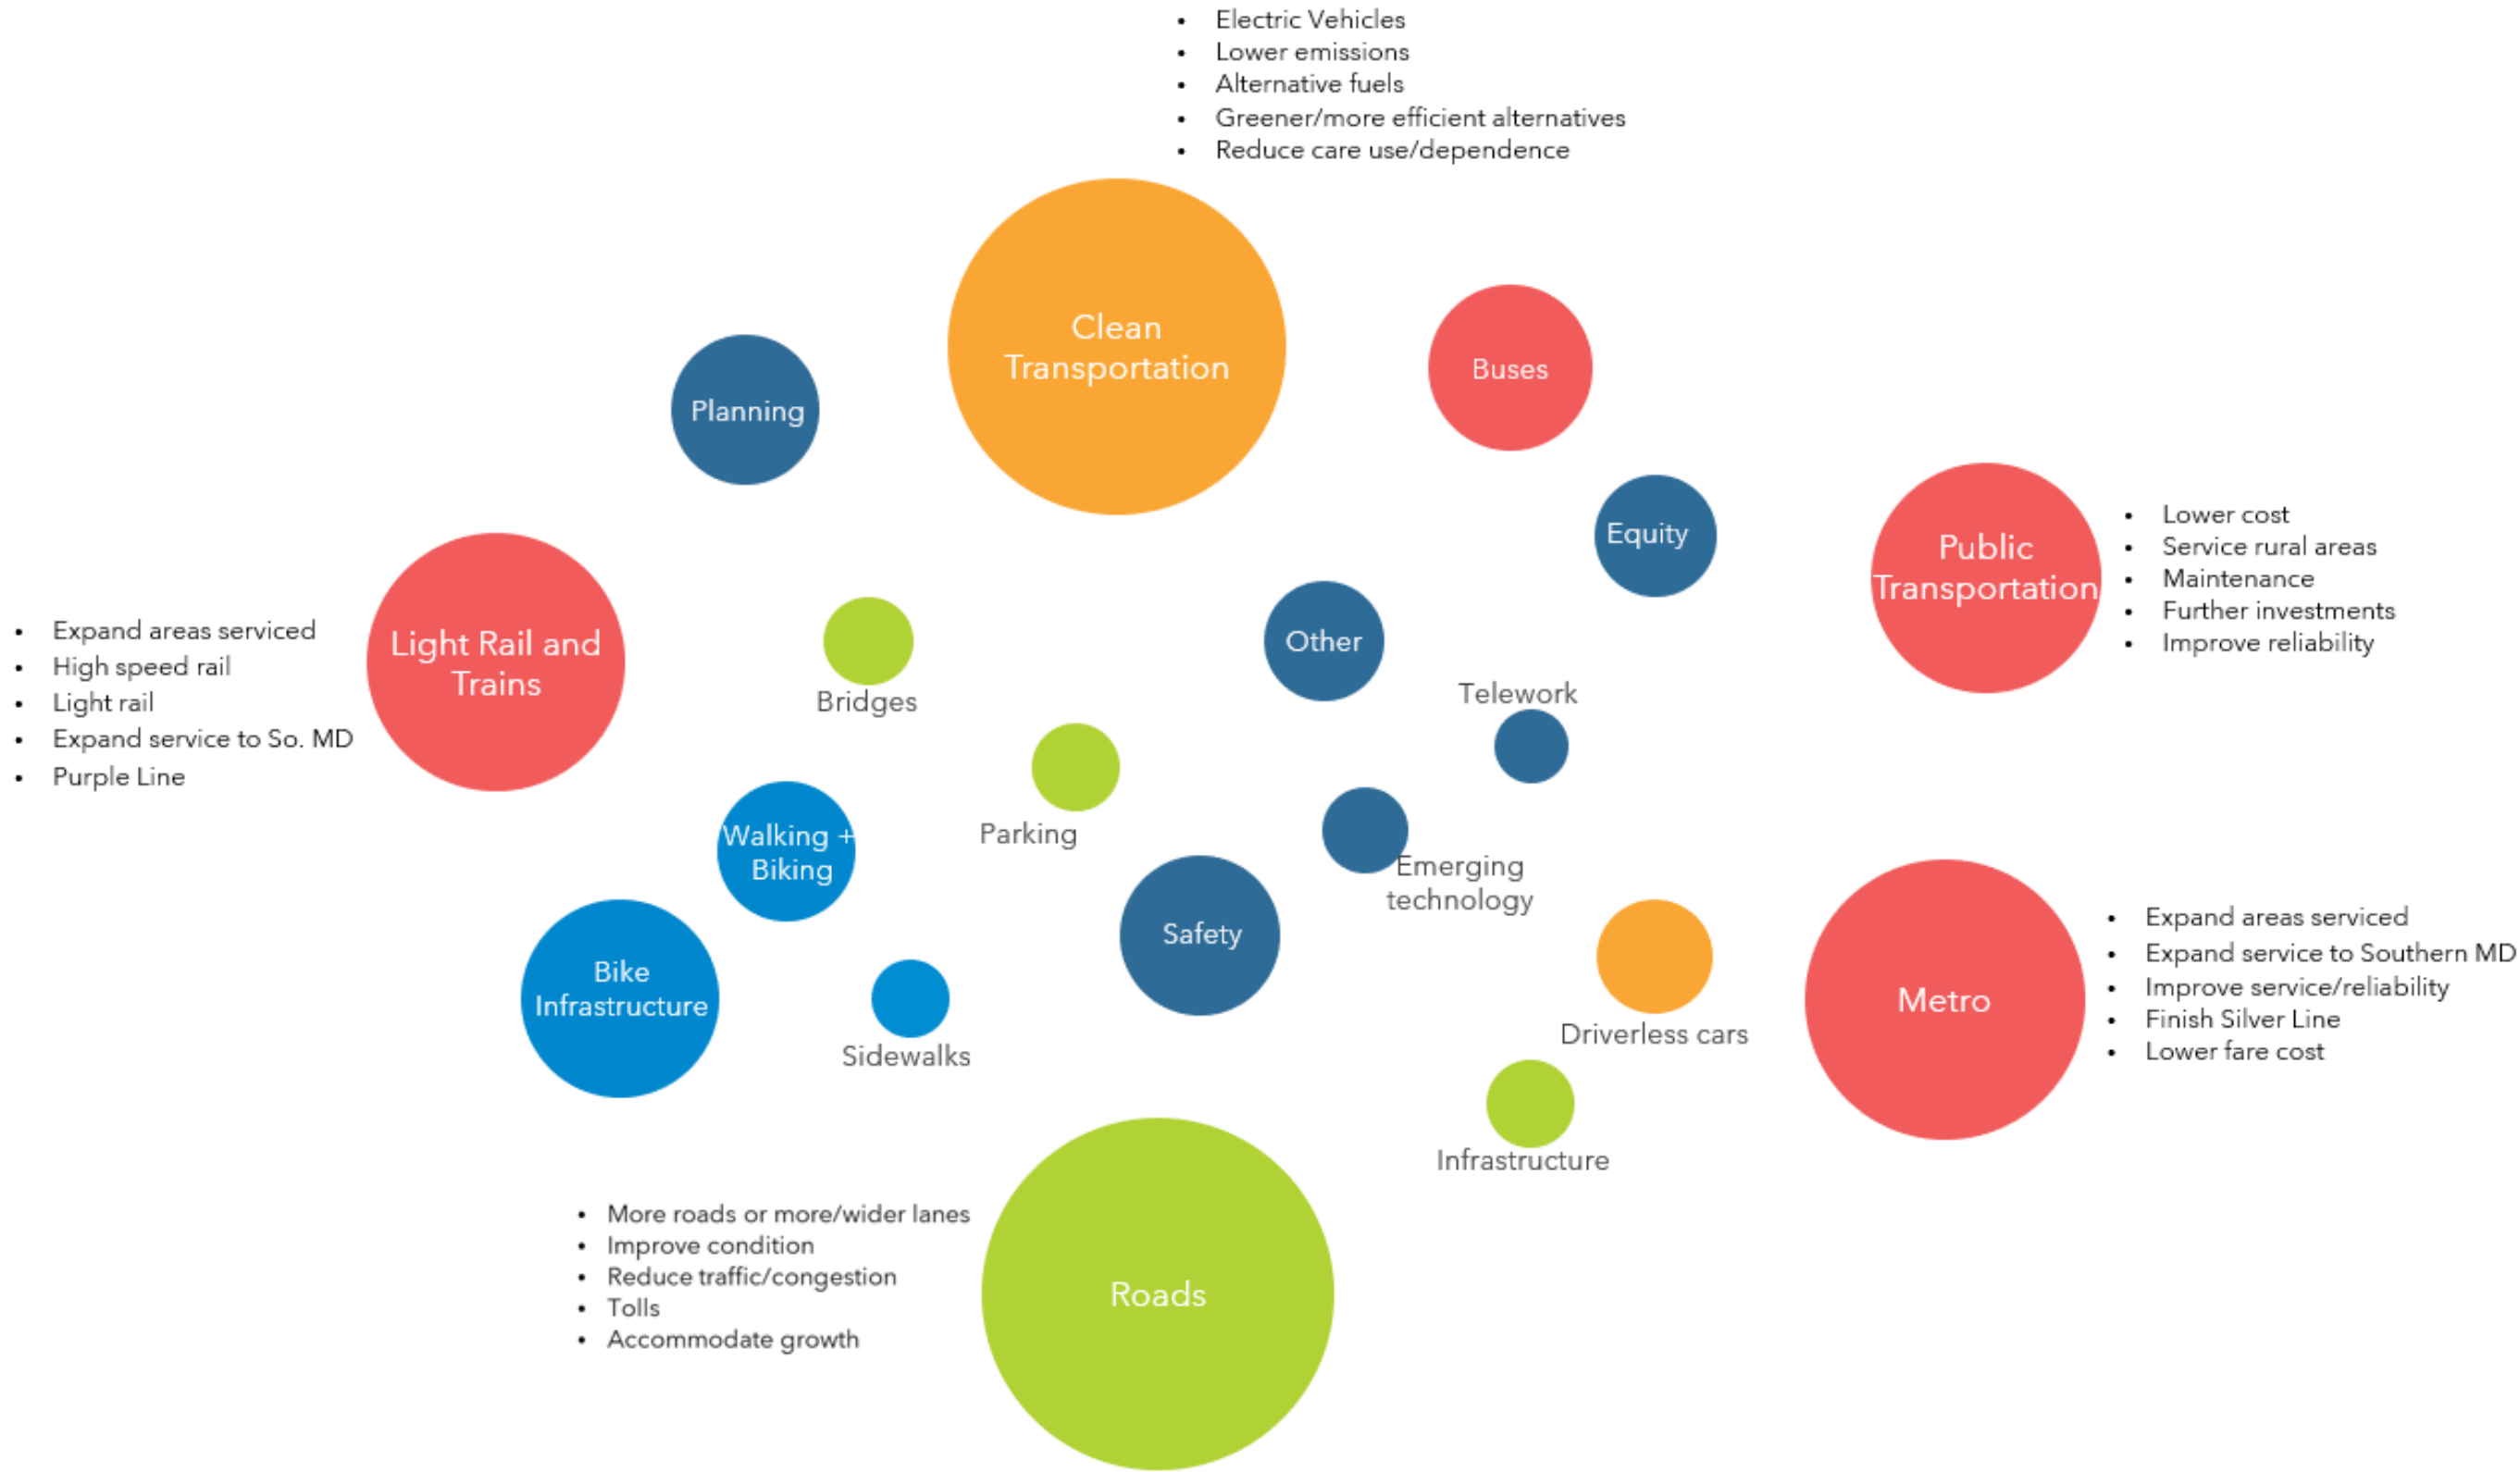 • Electric Vehicles
• Lower emissions
• Alternative fuels
• Greener/more efficient alternatives
• Reduce care use/dependence
Clean
Transportation
Buses
Planning
Equity
Public
Transportation
• Lower cost
• Service rural areas
• Maintenance
• Further investments
• Improve reliability
Light Rail and
Trains
• Expand areas serviced
• High speed rail
• Light rail
• Expand service to So. MD
• Purple Line
Bridges
Other
Telework
Parking
Walking +
Biking
Emerging
technology
Safety
Bike
Infrastructure
Sidewalks
Driverless cars
Metro
• Expand areas serviced
• Expand service to Southern MD
• Improve service/reliability
• Finish Silver Line
• Lower fare cost
Infrastructure
• More roads or more/wider lanes
• Improve condition
• Reduce traffic/congestion
• Tolls
• Accommodate growth
Roads